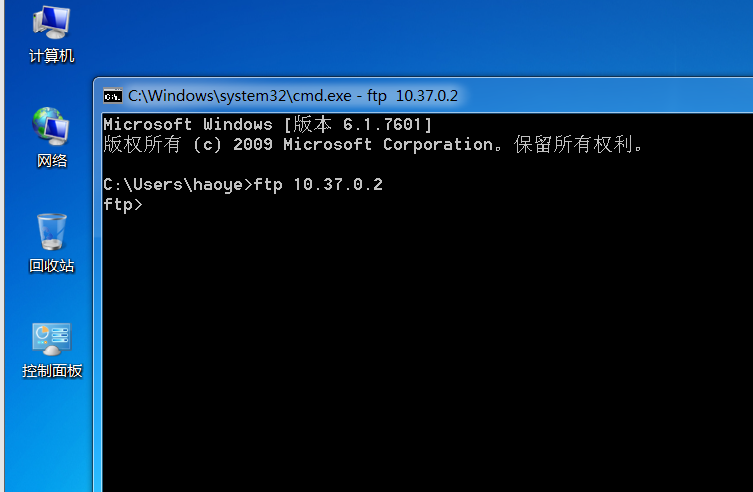 计算机
网络
回收站
控制面板
C:\Windows\system32\cmd.exe - ftp  10.37.0.2
Microsoft Windows [版本 6.1.7601]
版权所有 (c) 2009 Microsoft Corporation。保留所有权利。
C:\Users\haoye>ftp 10.37.0.2
ftp>